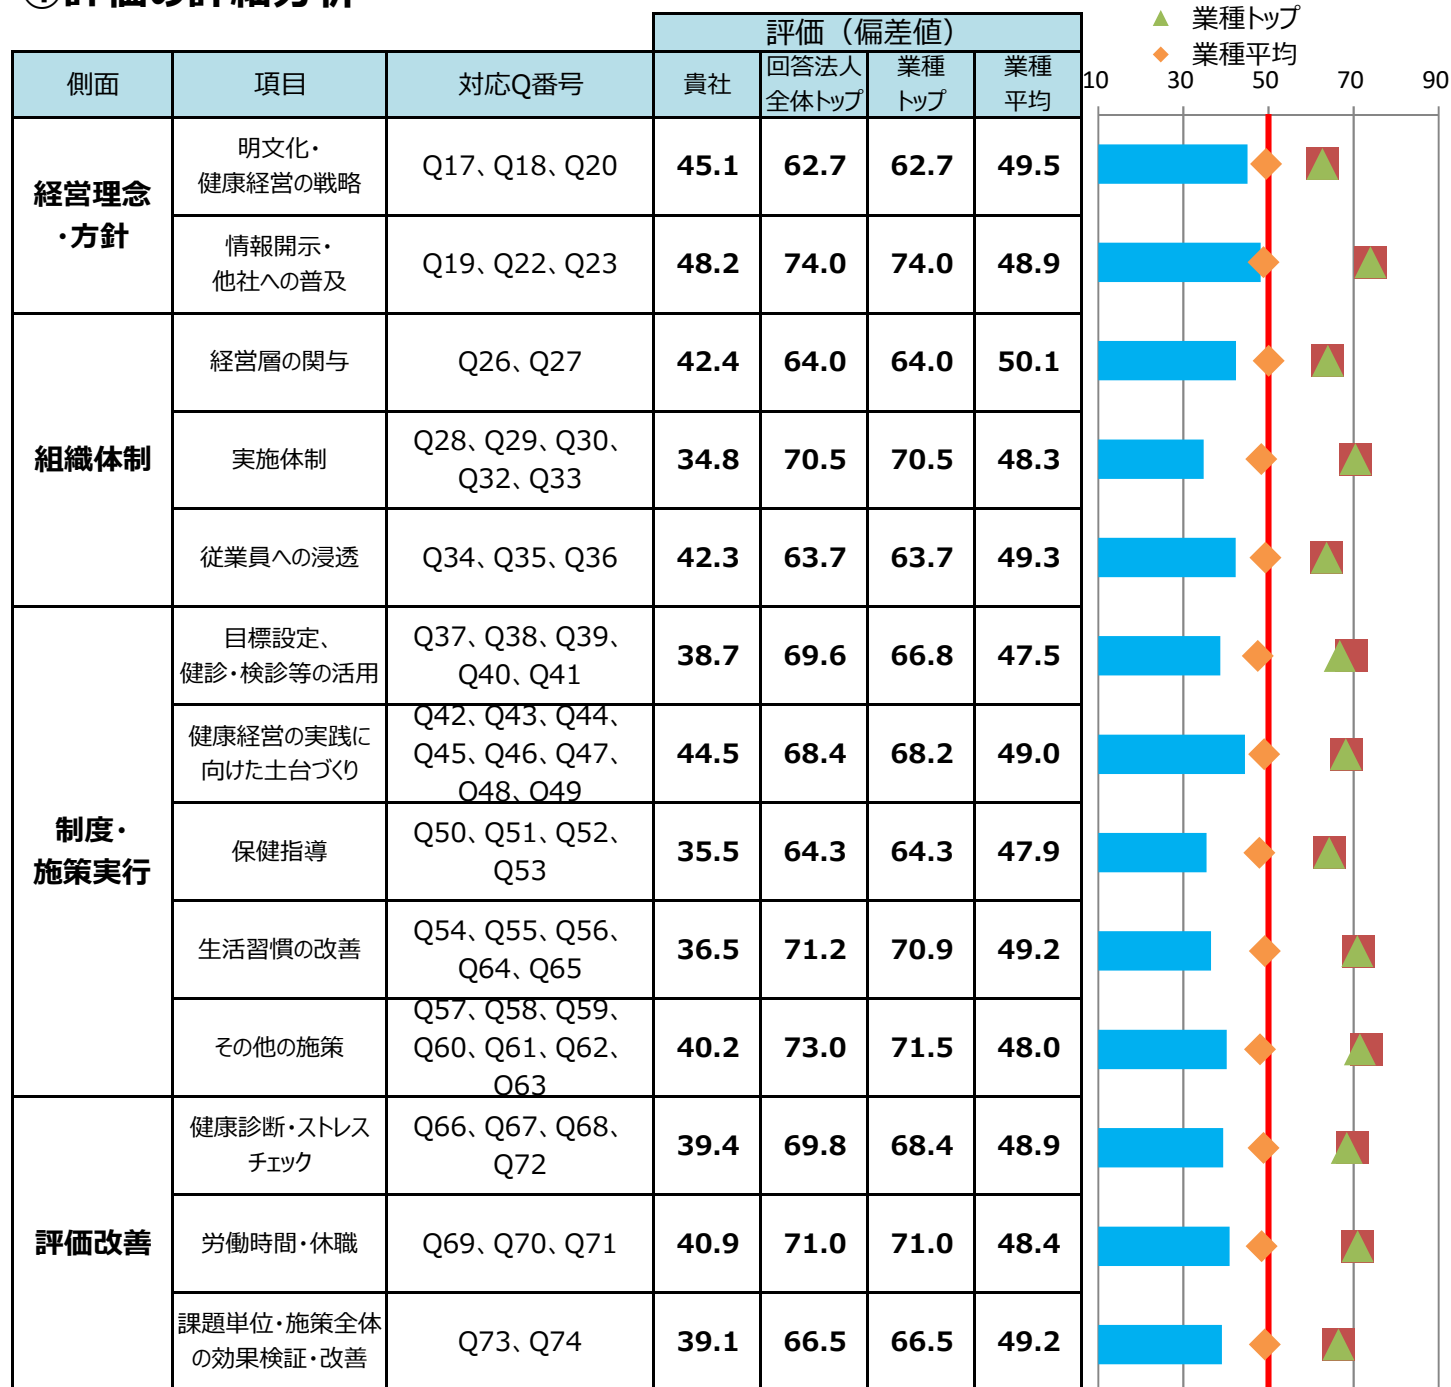 ①評価の詳細分析
▲ 業種トップ
◆ 業種平均
評価（偏差値）
側面 項目 対応Q番号 貴社 回答法人 業種 業種
全体トップ トップ 平均
10 30 50 70 90
経営理念
・方針
明文化・
健康経営の戦略
Q17、Q18、Q20 45.1 62.7 62.7 49.5
情報開示・
他社への普及
Q19、Q22、Q23 48.2 74.0 74.0 48.9
組織体制
経営層の関与 Q26、Q27 42.4 64.0 64.0 50.1
実施体制
Q28、Q29、Q30、
Q32、Q33
34.8 70.5 70.5 48.3
従業員への浸透 Q34、Q35、Q36 42.3 63.7 63.7 49.3
制度・
施策実行
目標設定、
健診・検診等の活用
Q37、Q38、Q39、
Q40、Q41
38.7 69.6 66.8 47.5
健康経営の実践に
向けた土台づくり
Q42、Q43、Q44、
Q45、Q46、Q47、
Q48、Q49
44.5 68.4 68.2 49.0
保健指導
Q50、Q51、Q52、
Q53
35.5 64.3 64.3 47.9
生活習慣の改善
Q54、Q55、Q56、
Q64、Q65
36.5 71.2 70.9 49.2
その他の施策
Q57、Q58、Q59、
Q60、Q61、Q62、
Q63
40.2 73.0 71.5 48.0
評価改善
健康診断・ストレス
チェック
Q66、Q67、Q68、
Q72
39.4 69.8 68.4 48.9
労働時間・休職 Q69、Q70、Q71 40.9 71.0 71.0 48.4
課題単位・施策全体
の効果検証・改善
Q73、Q74 39.1 66.5 66.5 49.2